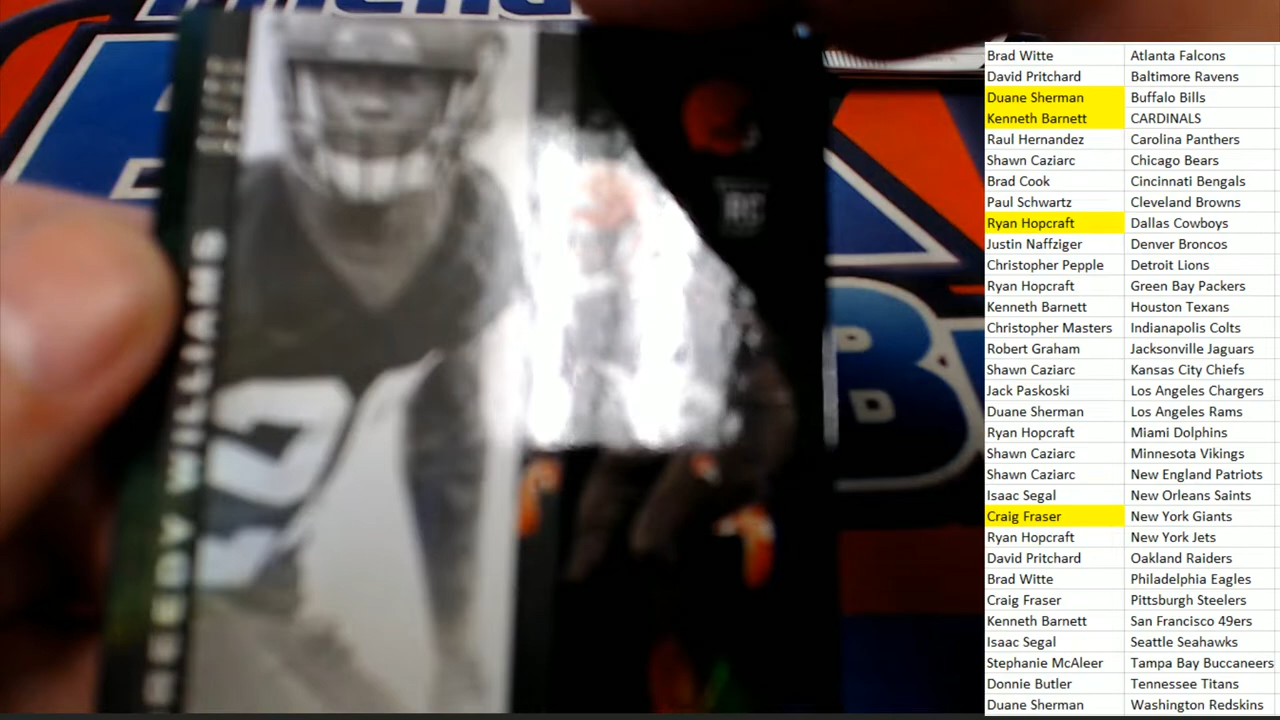 WILLIAMS
RC
B
Brad Witte Atlanta Falcons
David Pritchard Baltimore Ravens
Duane Sherman Buffalo Bills
Kenneth Barnett CARDINALS
Raul Hernandez Carolina Panthers
Shawn Caziarc Chicago Bears
Brad Cook Cincinnati Bengals
Paul Schwartz Cleveland Browns
Ryan Hopcraft Dallas Cowboys
Justin Naffziger Denver Broncos
Christopher Pepple Detroit Lions
Ryan Hopcraft Green Bay Packers
Kenneth Barnett Houston Texans
Christopher Masters Indianapolis Colts
Robert Graham Jacksonville Jaguars
Shawn Caziarc Kansas City Chiefs
Jack Paskoski Los Angeles Chargers
Duane Sherman Los Angeles Rams
Ryan Hopcraft Miami Dolphins
Shawn Caziarc Minnesota Vikings
Shawn Caziarc New England Patriots
Isaac Segal New Orleans Saints
Craig Fraser New York Giants
Ryan Hopcraft New York Jets
David Pritchard Oakland Raiders
Brad Witte Philadelphia Eagles
Craig Fraser Pittsburgh Steelers
Kenneth Barnett San Francisco 49ers
Isaac Segal Seattle Seahawks
Stephanie McAleer Tampa Bay Buccaneers
Donnie Butler Tennessee Titans
Duane Sherman Washington Redskins